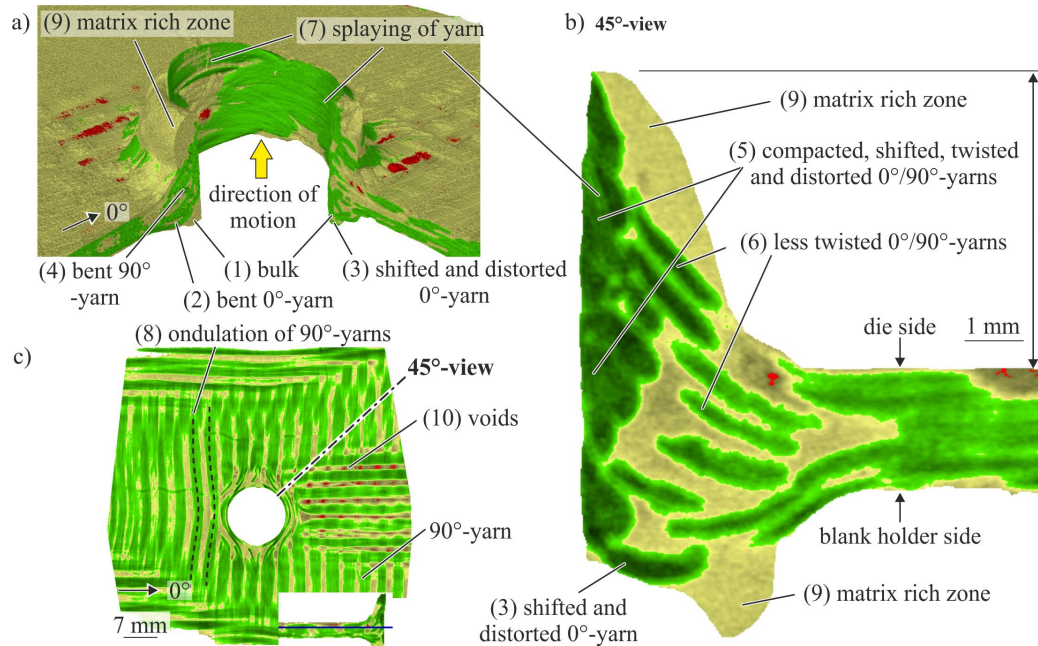 a)
(9) matrix rich zone
(7) splaying of yarn
direction of
motion
0°
(4) bent 90°
-yarn
(1) bulk
(2) bent 0°-yarn
(3) shifted and distorted
0°-yarn
b) 45°-view
(9) matrix rich zone
(5) compacted, shifted, twisted
and distorted 0°/90°-yarns
(6) less twisted 0°/90°-yarns
die side
1 mm
blank holder side
(3) shifted and
distorted 0°-yarn
(9) matrix rich zone
c)
(8) ondulation of 90°-yarns
45°-view
(10) voids
90°-yarn
0°
7 mm